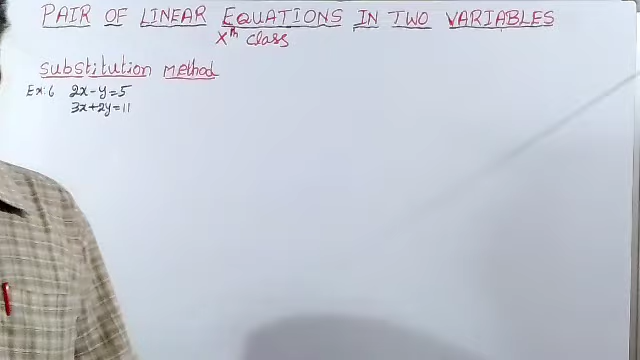 PAIR OF LINEAR EQUATIONS IN TWO VARIABLES
Xth class
Substitution method
Ex:6 2x-y=5
3x+2y=11